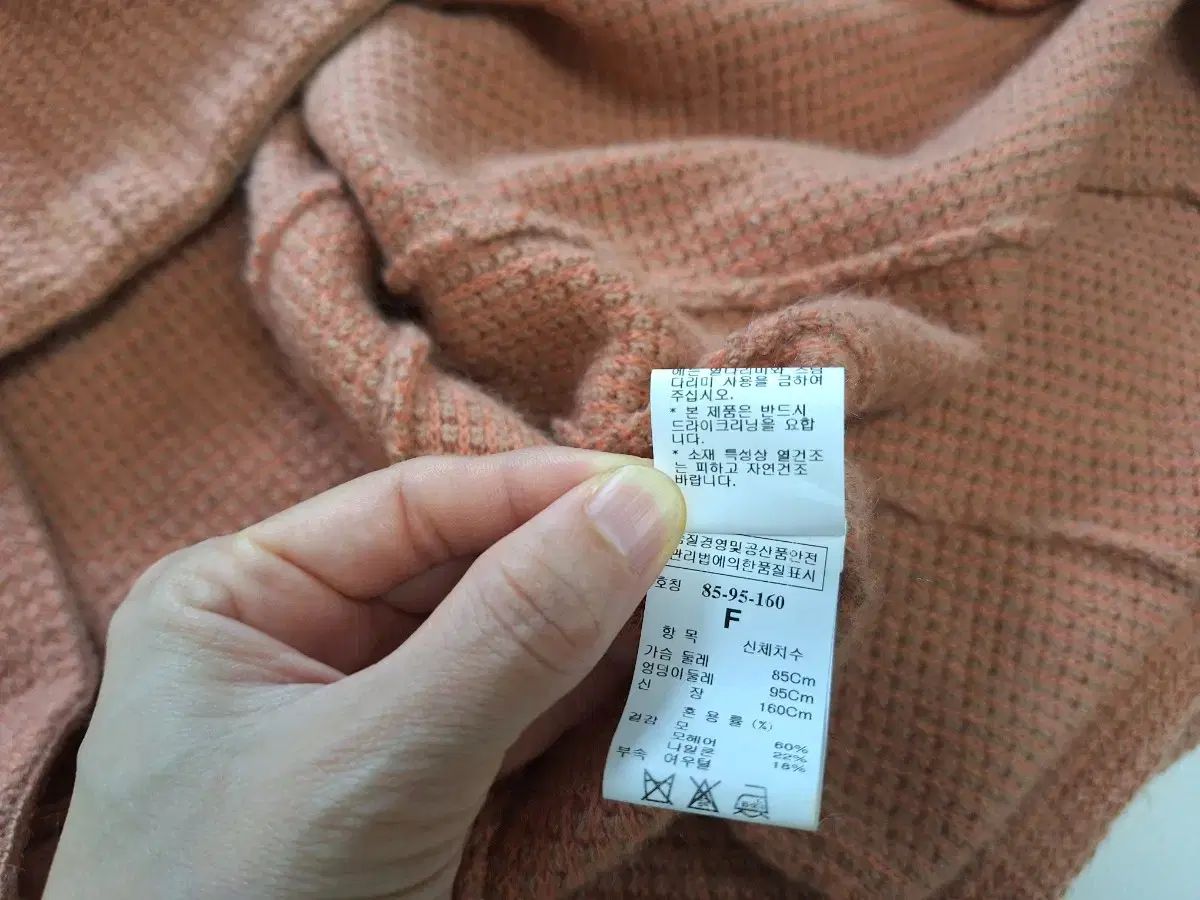 다리미 사용을 금하여
주십시오.
* 본 제품은 반드시
드라이크리닝을 요합
니다.
* 소재 특성상 열건조
는 피하고 자연건조
바랍니다.
품질경영및공산품안전
관리법에의한품질표시
호칭 85-95-160
F
항 목 신체치수
가슴 둘레 85Cm
엉덩이둘레 95Cm
신 장 160Cm
혼 용 률 (%)
겉감 모 60%
모헤어 22%
나일론 18%
부속 여우털